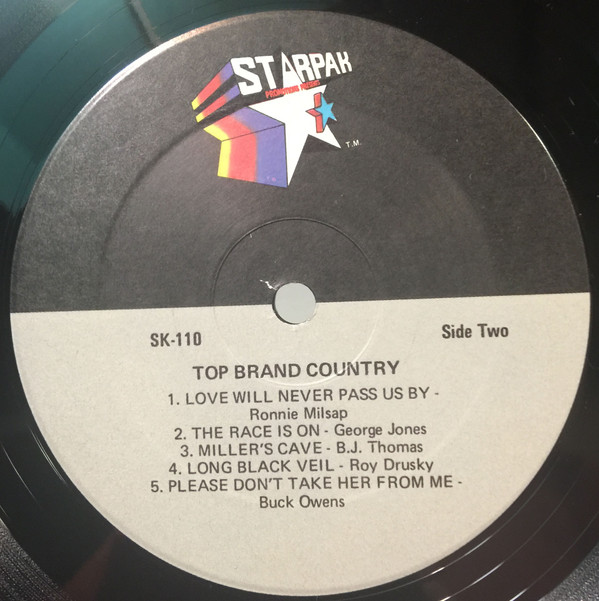 STARPAK
PROMOTIONS PRESENTS
T.M.
SK-110
Side Two
TOP BRAND COUNTRY
1. LOVE WILL NEVER PASS US BY -
Ronnie Milsap
2. THE RACE IS ON - George Jones
3. MILLER'S CAVE - B.J. Thomas
4. LONG BLACK VEIL - Roy Drusky
5. PLEASE DON'T TAKE HER FROM ME -
Buck Owens